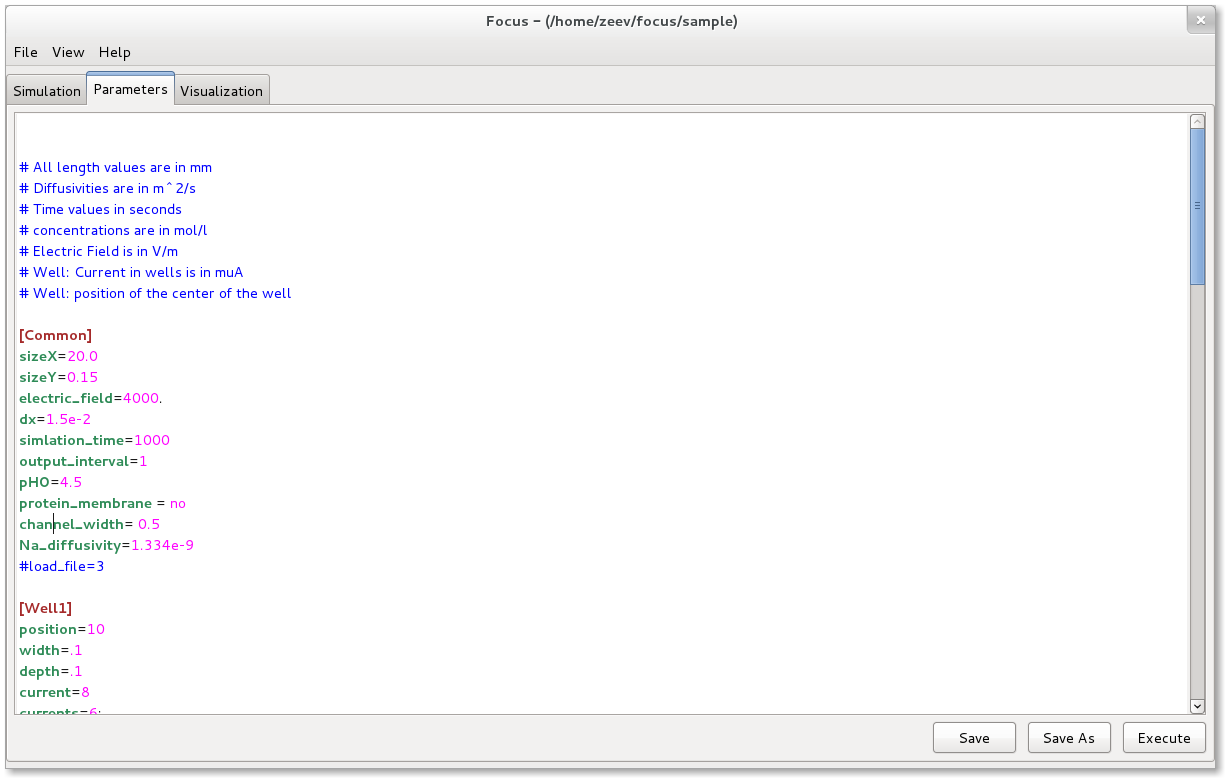 Focus – (/home/zeev/focus/sample)
File View Help
Simulation Parameters Visualization
# All length values are in mm
# Diffusivities are in m^2/s
# Time values in seconds
# concentrations are in mol/l
# Electric Field is in V/m
# Well: Current in wells is in muA
# Well: position of the center of the well
[Common]
sizeX=20.0
sizeY=0.15
electric_field=4000.
dx=1.5e-2
simlation_time=1000
output_interval=1
pH0=4.5
protein_membrane = no
channel_width= 0.5
Na_diffusivity=1.334e-9
#load_file=3
[Well1]
position=10
width=.1
depth=.1
current=8
currents=6;
Save Save As Execute